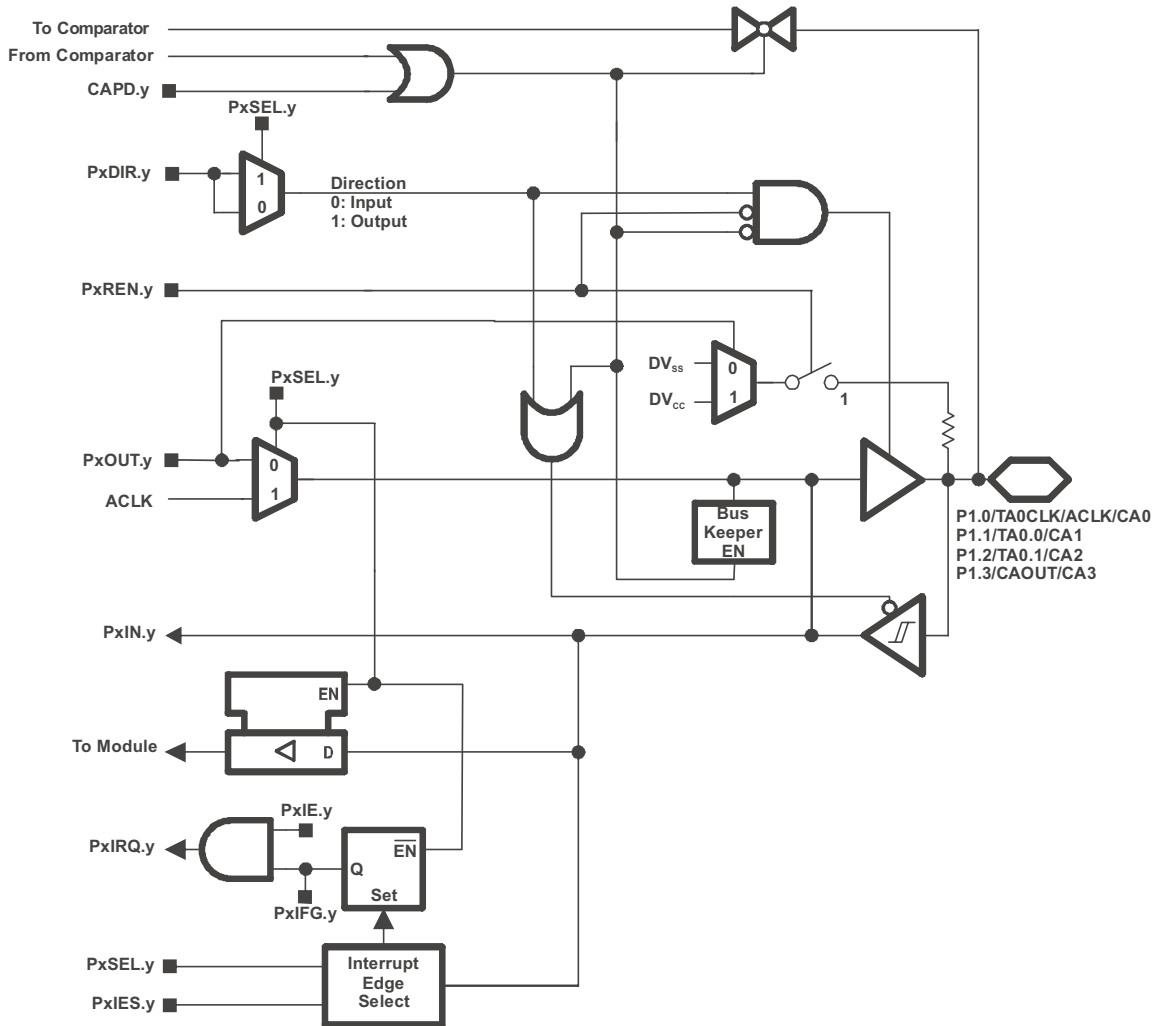 To Comparator
From Comparator
CAPD.y
PxSEL.y
PxDIR.y
1
0
Direction
0: Input
1: Output
PxREN.y
DVSS
0
DVCC
1
1
PxSEL.y
PxOUT.y
0
ACLK
1
Bus
Keeper
EN
P1.0/TA0CLK/ACLK/CA0
P1.1/TA0.0/CA1
P1.2/TA0.1/CA2
P1.3/CAOUT/CA3
PxIN.y
EN
To Module
D
PxIE.y
PxIRQ.y
EN
Q
Set
PxIFG.y
PxSEL.y
PxIES.y
Interrupt
Edge
Select